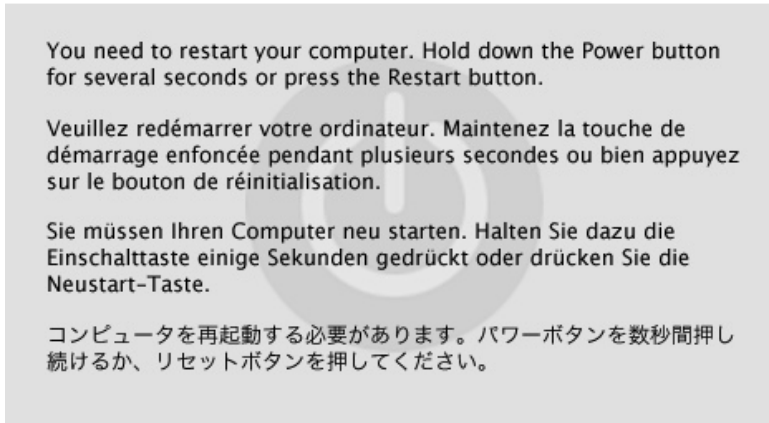 You need to restart your computer. Hold down the Power button
for several seconds or press the Restart button.
Veuillez redémarrer votre ordinateur. Maintenez la touche de
démarrage enfoncée pendant plusieurs secondes ou bien appuyez
sur le bouton de réinitialisation.
Sie müssen Ihren Computer neu starten. Halten Sie dazu die
Einschalttaste einige Sekunden gedrückt oder drücken Sie die
Neustart-Taste.
コンピュータを再起動する必要があります。パワーボタンを数秒間押し
続けるか、リセットボタンを押してください。